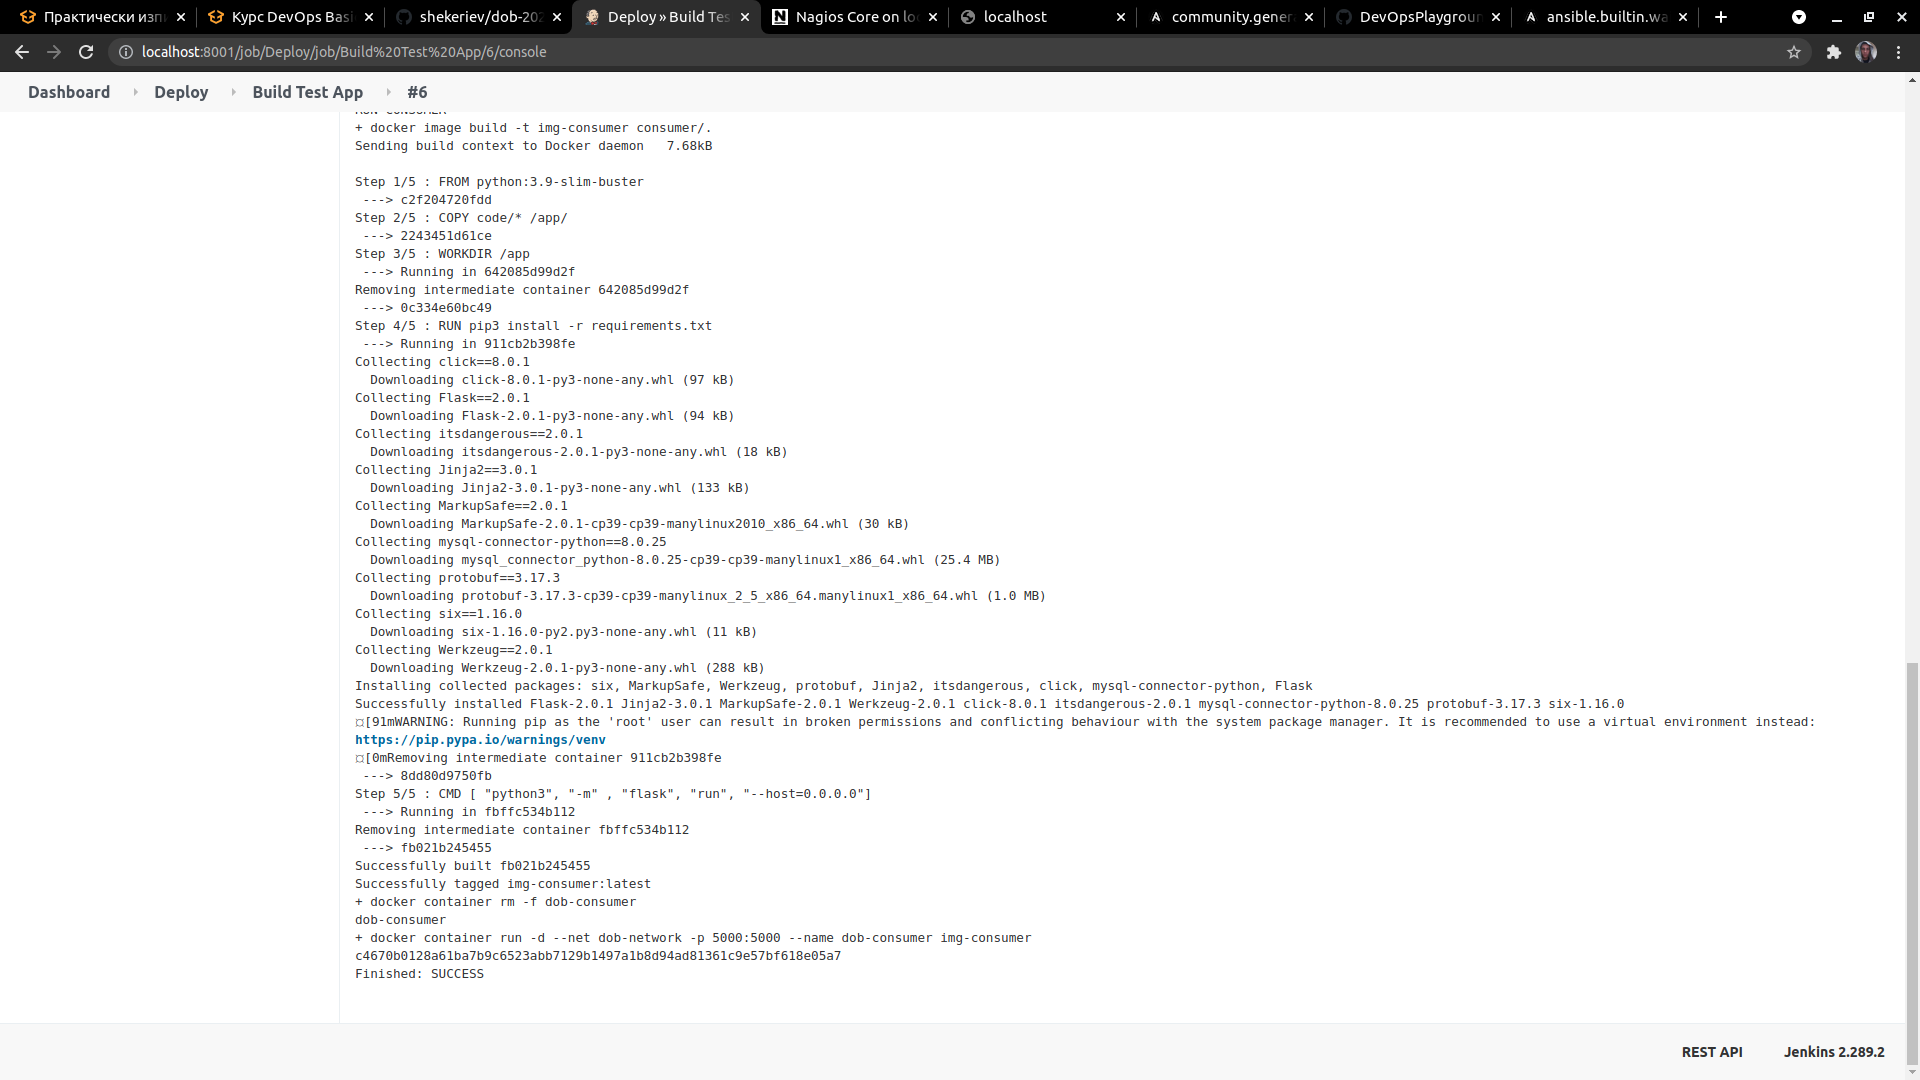 Практически изпи
Курс DevOps Basi
shekeriev/dob-202
Deploy » Build Tes
Nagios Core on lo
localhost
community.genera
DevOpsPlaygroun
ansible.builtin.wa
localhost:8001/job/Deploy/job/Build%20Test%20App/6/console
Dashboard Deploy Build Test App #6
RUN CONSUMER
+ docker image build -t img-consumer consumer/.
Sending build context to Docker daemon   7.68kB
Step 1/5 : FROM python:3.9-slim-buster
 ---> c2f204720fdd
Step 2/5 : COPY code/* /app/
 ---> 2243451d61ce
Step 3/5 : WORKDIR /app
 ---> Running in 642085d99d2f
Removing intermediate container 642085d99d2f
 ---> 0c334e60bc49
Step 4/5 : RUN pip3 install -r requirements.txt
 ---> Running in 911cb2b398fe
Collecting click==8.0.1
  Downloading click-8.0.1-py3-none-any.whl (97 kB)
Collecting Flask==2.0.1
  Downloading Flask-2.0.1-py3-none-any.whl (94 kB)
Collecting itsdangerous==2.0.1
  Downloading itsdangerous-2.0.1-py3-none-any.whl (18 kB)
Collecting Jinja2==3.0.1
  Downloading Jinja2-3.0.1-py3-none-any.whl (133 kB)
Collecting MarkupSafe==2.0.1
  Downloading MarkupSafe-2.0.1-cp39-cp39-manylinux2010_x86_64.whl (30 kB)
Collecting mysql-connector-python==8.0.25
  Downloading mysql_connector_python-8.0.25-cp39-cp39-manylinux1_x86_64.whl (25.4 MB)
Collecting protobuf==3.17.3
  Downloading protobuf-3.17.3-cp39-cp39-manylinux_2_5_x86_64.manylinux1_x86_64.whl (1.0 MB)
Collecting six==1.16.0
  Downloading six-1.16.0-py2.py3-none-any.whl (11 kB)
Collecting Werkzeug==2.0.1
  Downloading Werkzeug-2.0.1-py3-none-any.whl (288 kB)
Installing collected packages: six, MarkupSafe, Werkzeug, protobuf, Jinja2, itsdangerous, click, mysql-connector-python, Flask
Successfully installed Flask-2.0.1 Jinja2-3.0.1 MarkupSafe-2.0.1 Werkzeug-2.0.1 click-8.0.1 itsdangerous-2.0.1 mysql-connector-python-8.0.25 protobuf-3.17.3 six-1.16.0
¤[91mWARNING: Running pip as the 'root' user can result in broken permissions and conflicting behaviour with the system package manager. It is recommended to use a virtual environment instead:
https://pip.pypa.io/warnings/venv
¤[0mRemoving intermediate container 911cb2b398fe
 ---> 8dd80d9750fb
Step 5/5 : CMD [ "python3", "-m" , "flask", "run", "--host=0.0.0.0"]
 ---> Running in fbffc534b112
Removing intermediate container fbffc534b112
 ---> fb021b245455
Successfully built fb021b245455
Successfully tagged img-consumer:latest
+ docker container rm -f dob-consumer
dob-consumer
+ docker container run -d --net dob-network -p 5000:5000 --name dob-consumer img-consumer
c4670b0128a61ba7b9c6523abb7129b1497a1b8d94ad81361c9e57bf618e05a7
Finished: SUCCESS
REST API Jenkins 2.289.2